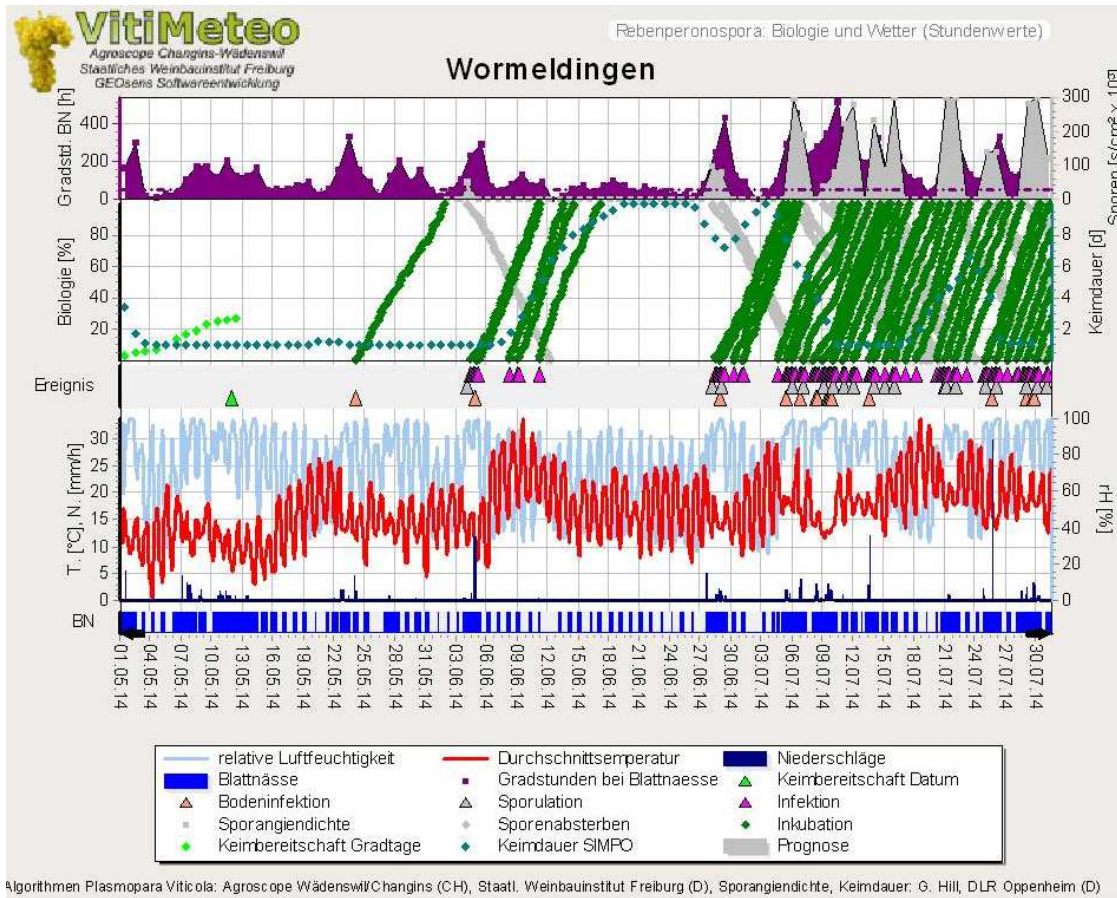 VitiMeteo
Agroscope Changins-Wädenswil
Staatliches Weinbauinstitut Freiburg
GEOsens Softwareentwicklung
Rebenperonospora: Biologie und Wetter (Stundenwerte)
Wormeldingen
Gradstd. BN [h]
400
200
0
300
200
100
0
Sporen [s/cm² x 10³]
Biologie [%]
80
60
40
20
8
6
4
2
Keimdauer [d]
Ereignis
T. [°C], N. [mm/h]
30
25
20
15
10
5
0
100
80
60
40
20
0
[%] Hr
BN
01.05.14
04.05.14
07.05.14
10.05.14
13.05.14
16.05.14
19.05.14
22.05.14
25.05.14
28.05.14
31.05.14
03.06.14
06.06.14
09.06.14
12.06.14
15.06.14
18.06.14
21.06.14
24.06.14
27.06.14
30.06.14
03.07.14
06.07.14
09.07.14
12.07.14
15.07.14
18.07.14
21.07.14
24.07.14
27.07.14
30.07.14
relative Luftfeuchtigkeit
Durchschnittsemperatur
Niederschläge
Blattnässe
Gradstunden bei Blattnaesse
Keimbereitschaft Datum
Bodeninfektion
Sporulation
Infektion
Sporangiendichte
Sporenabsterben
Inkubation
Keimbereitschaft Gradtage
Keimdauer SIMPO
Prognose
Algorithmen Plasmopara Viticola: Agroscope Wädenswil/Changins (CH), Staatl. Weinbauinstitut Freiburg (D), Sporangiendichte, Keimdauer: G. Hill, DLR Oppenheim (D)